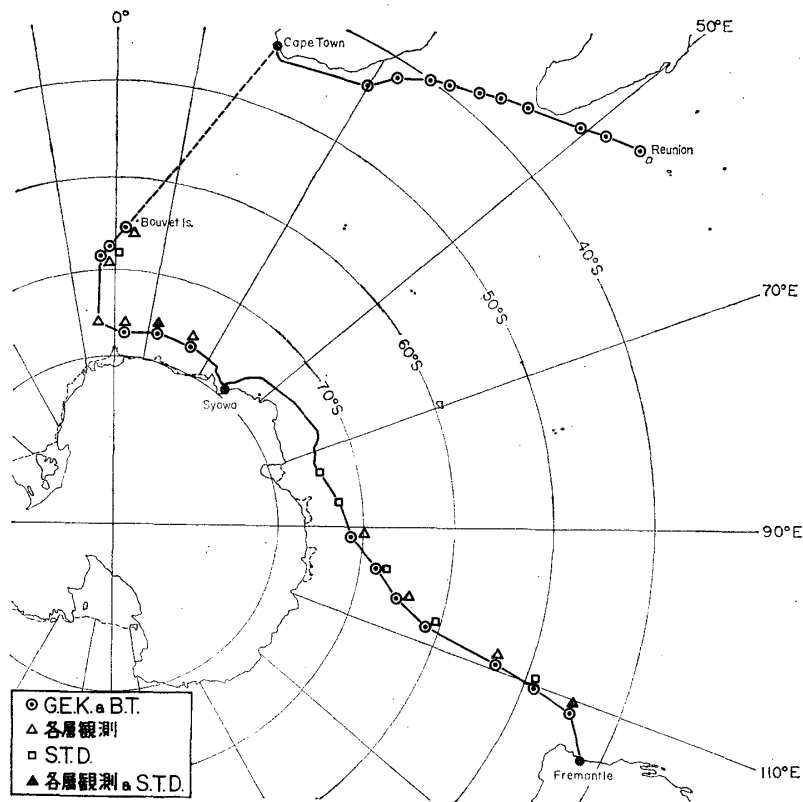 0°
50°E
Cape Town
Reunion
Bouvet Is.
40°S
50°S
70°E
60°S
70°S
Syowa
90°E
G.E.K. & B.T.
各層観測
S.T.D.
各層観測 & S.T.D.
Fremantle
110°E